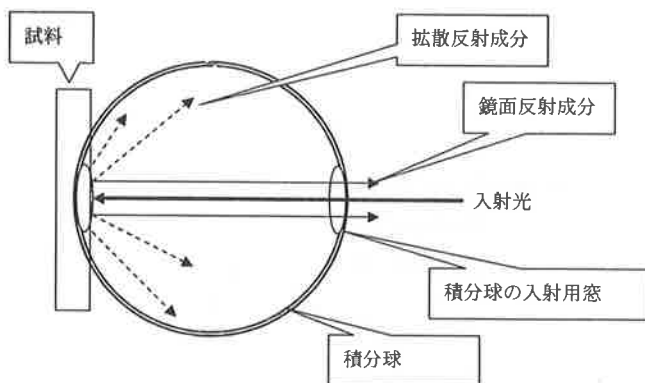 試料
拡散反射成分
鏡面反射成分
入射光
積分球の入射用窓
積分球